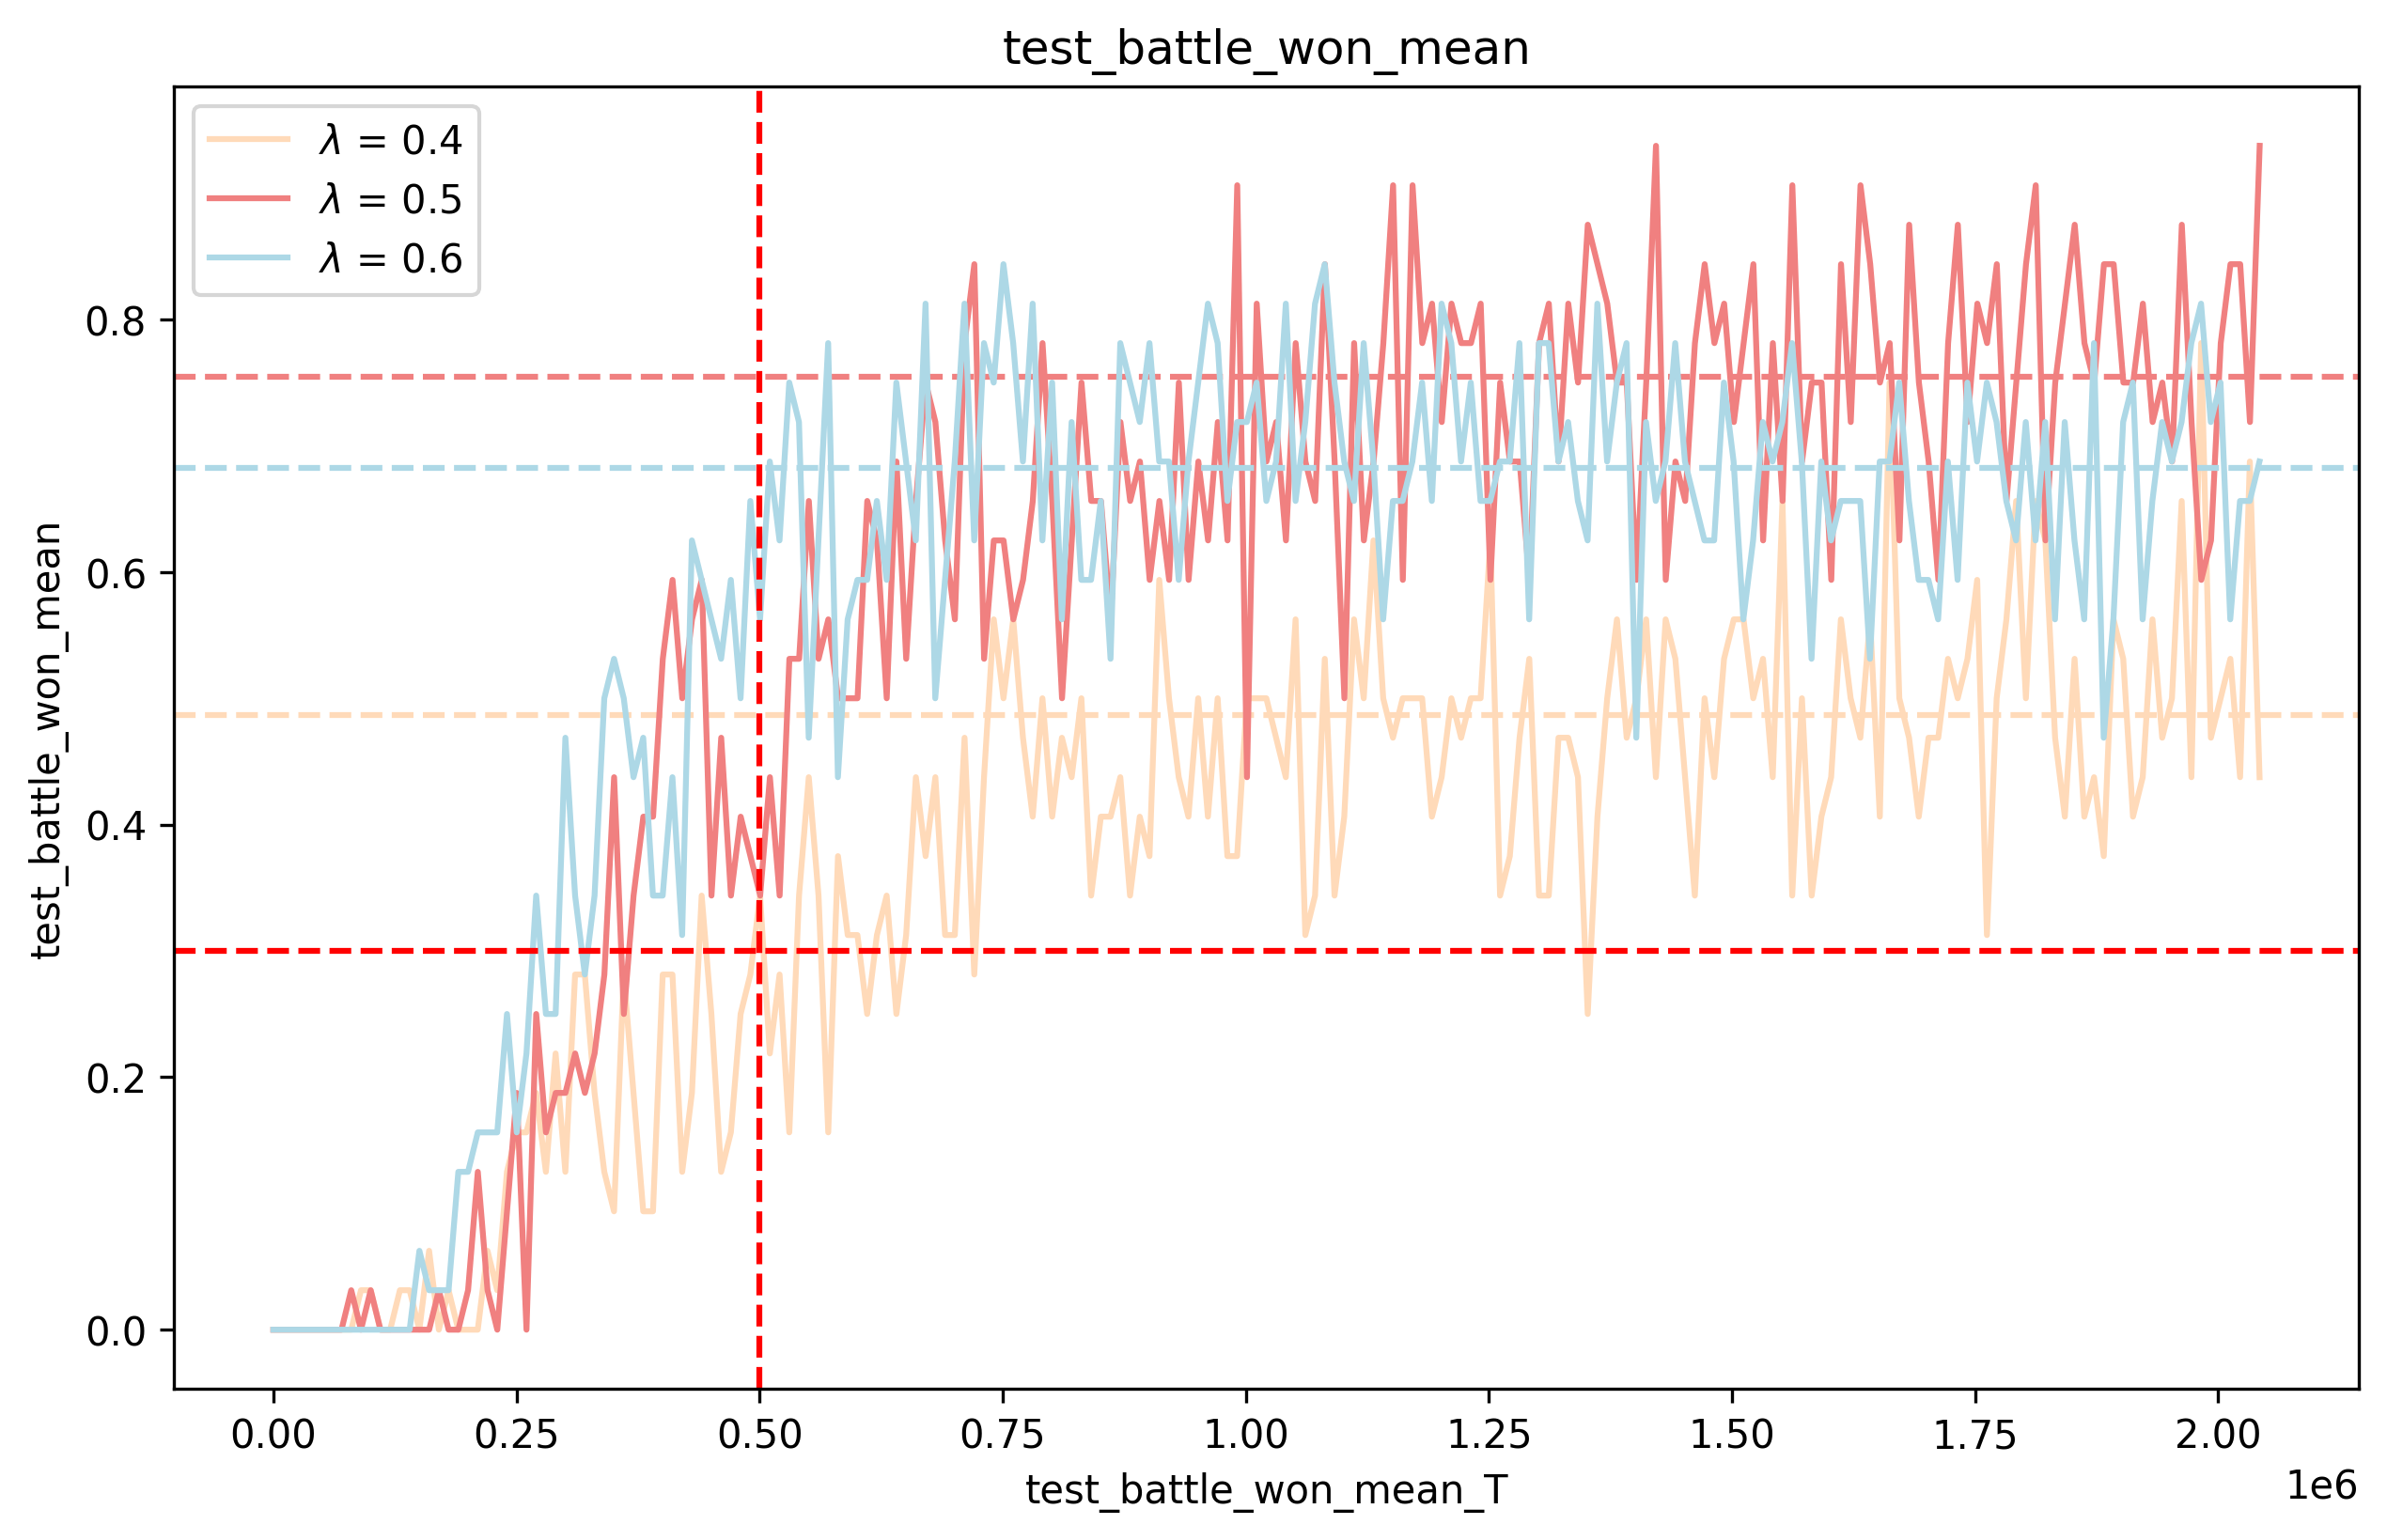 test_battle_won_mean
λ = 0.4
λ = 0.5
λ = 0.6
0.8
0.6
0.4
0.2
0.0
test_battle_won_mean
0.00 0.25 0.50 0.75 1.00 1.25 1.50 1.75 2.00
1e6
test_battle_won_mean_T